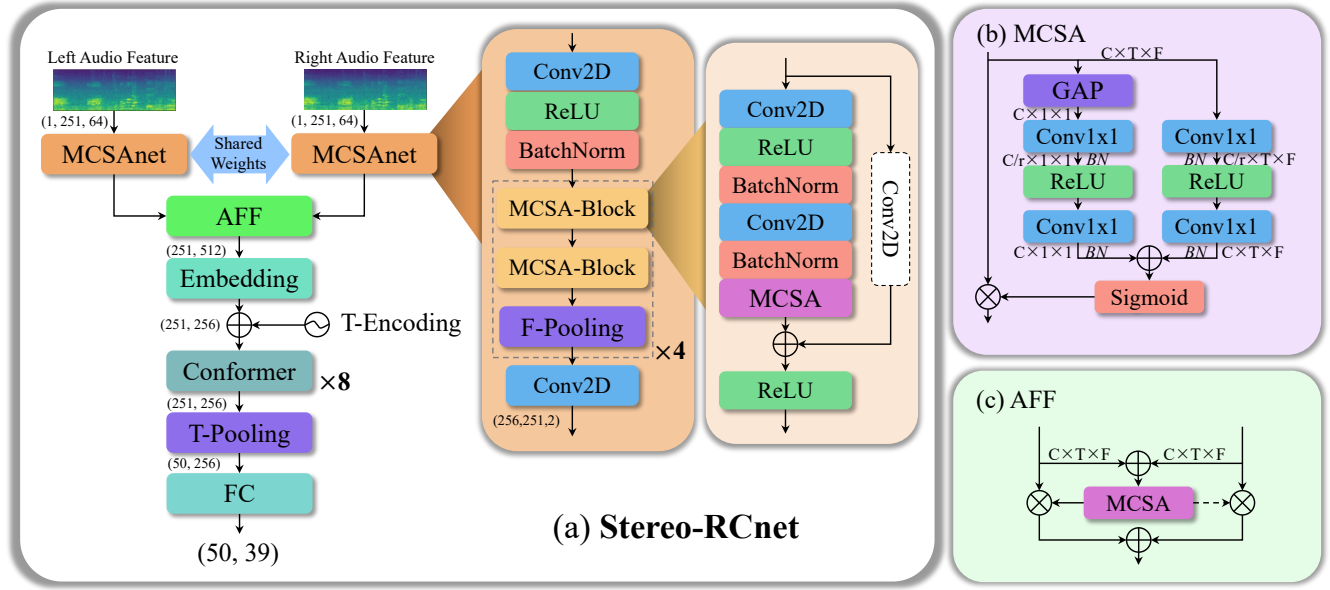 Left Audio Feature
Right Audio Feature
(1, 251, 64)
(1, 251, 64)
MCSAnet
Shared
Weights
MCSAnet
AFF
(251, 512)
Embedding
(251, 256)
T-Encoding
Conformer
×8
(251, 256)
T-Pooling
(50, 256)
FC
(50, 39)
Conv2D
ReLU
BatchNorm
MCSA-Block
MCSA-Block
F-Pooling
×4
Conv2D
(256,251,2)
Conv2D
ReLU
BatchNorm
Conv2D
BatchNorm
MCSA
ReLU
Conv2D
(a) Stereo-RCnet
(b) MCSA
C×T×F
GAP
C×1×1
Conv1x1
Conv1x1
C/r×1×1
BN
BN
C/r×T×F
ReLU
ReLU
Conv1x1
Conv1x1
C×1×1
BN
BN
C×T×F
Sigmoid
(c) AFF
C×T×F
C×T×F
MCSA